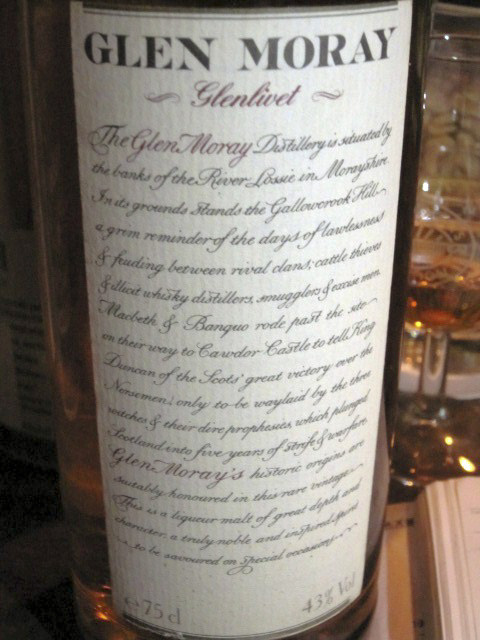 GLEN MORAY
Glenlivet
The Glen Moray Distillery is situated by
the banks of the River Lossie in Morayshire.
In its grounds stands the Gallowcrook Hill
a grim reminder of the days of lawlessness
& feuding between rival clans; cattle thieves
& illicit whisky distillers, smugglers & excise men.
Macbeth & Banquo rode past the site
on their way to Cawdor Castle to tell King
Duncan of the Scots' great victory over the
Norsemen; only to be waylaid by the three
witches & their dire prophesies, which plunged
Scotland into five years of strife & warfare.
Glen Moray's historic origins are
suitably honoured in this rare vintage
This is a liqueur malt of great depth and
character, a truly noble and inspired spirit
to be savoured on special occasions
e 75 cl
43% Vol